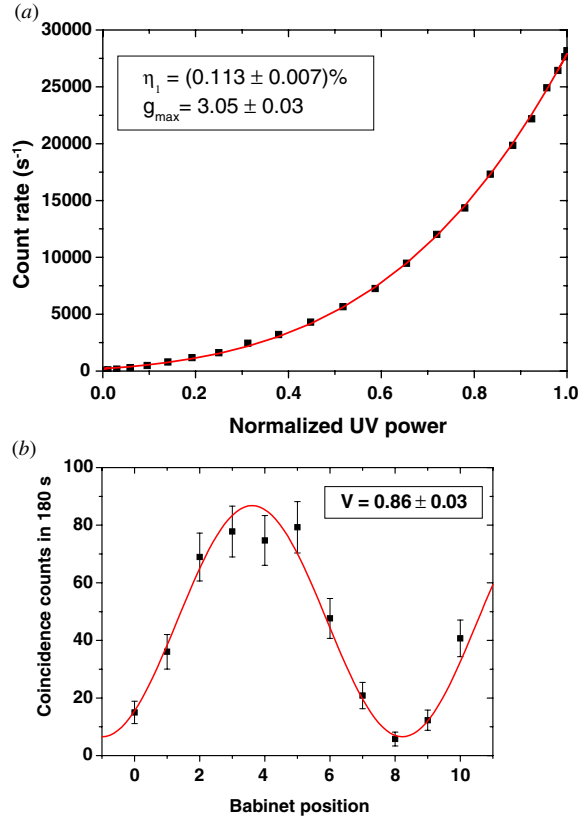 (a)
30000
25000
20000
15000
10000
5000
0
Count rate (s⁻¹)
η₁ = (0.113 ± 0.007)%
g_max = 3.05 ± 0.03
0.0 0.2 0.4 0.6 0.8 1.0
Normalized UV power
(b)
100
80
60
40
20
0
Coincidence counts in 180 s
V = 0.86 ± 0.03
0 2 4 6 8 10
Babinet position